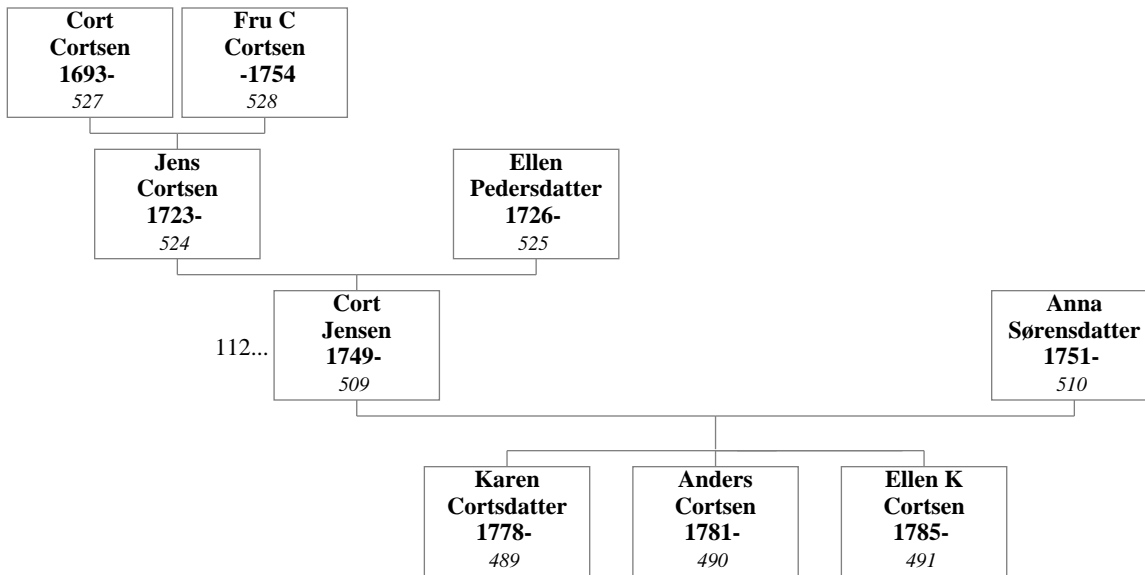 Cort
Cortsen
1693-
527
Fru C
Cortsen
-1754
528
Jens
Cortsen
1723-
524
Ellen
Pedersdatter
1726-
525
112...
Cort
Jensen
1749-
509
Anna
Sørensdatter
1751-
510
Karen
Cortsdatter
1778-
489
Anders
Cortsen
1781-
490
Ellen K
Cortsen
1785-
491